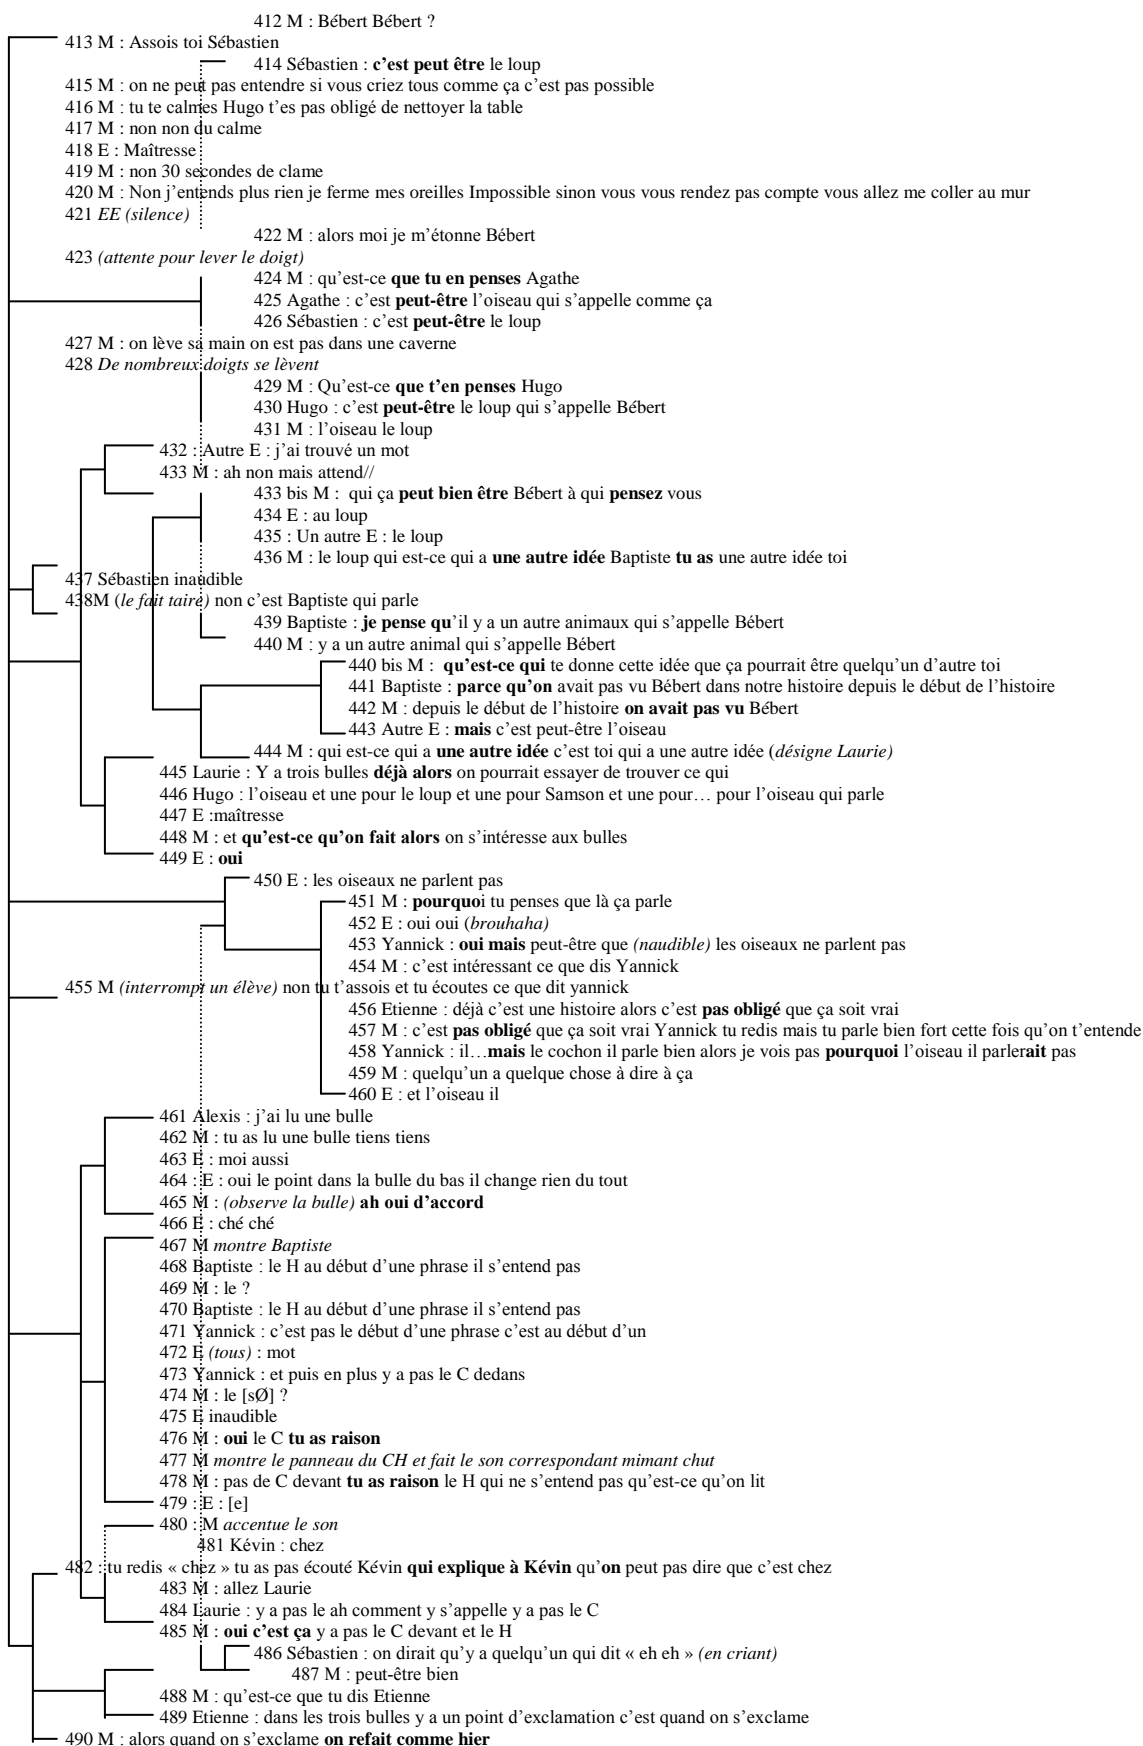 412 M : Bébert Bébert ?
413 M : Assois toi Sébastien
414 Sébastien : c’est peut être le loup
415 M : on ne peut pas entendre si vous criez tous comme ça c’est pas possible
416 M : tu te calmes Hugo t’es pas obligé de nettoyer la table
417 M : non non du calme
418 E : Maîtresse
419 M : non 30 secondes de clame
420 M : Non j’entends plus rien je ferme mes oreilles Impossible sinon vous vous rendez pas compte vous allez me coller au mur
421 EE (silence)
422 M : alors moi je m’étonne Bébert
423 (attente pour lever le doigt)
424 M : qu’est-ce que tu en penses Agathe
425 Agathe : c’est peut-être l’oiseau qui s’appelle comme ça
426 Sébastien : c’est peut-être le loup
427 M : on lève sa main on est pas dans une caverne
428 De nombreux doigts se lèvent
429 M : Qu’est-ce que t’en penses Hugo
430 Hugo : c’est peut-être le loup qui s’appelle Bébert
431 M : l’oiseau le loup
432 : Autre E : j’ai trouvé un mot
433 M : ah non mais attend//
433 bis M : qui ça peut bien être Bébert à qui pensez vous
434 E : au loup
435 : Un autre E : le loup
436 M : le loup qui est-ce qui a une autre idée Baptiste tu as une autre idée toi
437 Sébastien inaudible
438M (le fait taire) non c’est Baptiste qui parle
439 Baptiste : je pense qu’il y a un autre animaux qui s’appelle Bébert
440 M : y a un autre animal qui s’appelle Bébert
440 bis M : qu’est-ce qui te donne cette idée que ça pourrait être quelqu’un d’autre toi
441 Baptiste : parce qu’on avait pas vu Bébert dans notre histoire depuis le début de l’histoire
442 M : depuis le début de l’histoire on avait pas vu Bébert
443 Autre E : mais c’est peut-être l’oiseau
444 M : qui est-ce qui a une autre idée c’est toi qui a une autre idée (désigne Laurie)
445 Laurie : Y a trois bulles déjà alors on pourrait essayer de trouver ce qui
446 Hugo : l’oiseau et une pour le loup et une pour Samson et une pour… pour l’oiseau qui parle
447 E :maîtresse
448 M : et qu’est-ce qu’on fait alors on s’intéresse aux bulles
449 E : oui
450 E : les oiseaux ne parlent pas
451 M : pourquoi tu penses que là ça parle
452 E : oui oui (brouhaha)
453 Yannick : oui mais peut-être que (naudible) les oiseaux ne parlent pas
454 M : c’est intéressant ce que dis Yannick
455 M (interrompt un élève) non tu t’assois et tu écoutes ce que dit yannick
456 Etienne : déjà c’est une histoire alors c’est pas obligé que ça soit vrai
457 M : c’est pas obligé que ça soit vrai Yannick tu redis mais tu parle bien fort cette fois qu’on t’entende
458 Yannick : il…mais le cochon il parle bien alors je vois pas pourquoi l’oiseau il parlerait pas
459 M : quelqu’un a quelque chose à dire à ça
460 E : et l’oiseau il
461 Alexis : j’ai lu une bulle
462 M : tu as lu une bulle tiens tiens
463 E : moi aussi
464 : E : oui le point dans la bulle du bas il change rien du tout
465 M : (observe la bulle) ah oui d’accord
466 E : ché ché
467 M montre Baptiste
468 Baptiste : le H au début d’une phrase il s’entend pas
469 M : le ?
470 Baptiste : le H au début d’une phrase il s’entend pas
471 Yannick : c’est pas le début d’une phrase c’est au début d’un
472 E (tous) : mot
473 Yannick : et puis en plus y a pas le C dedans
474 M : le [sØ] ?
475 E inaudible
476 M : oui le C tu as raison
477 M montre le panneau du CH et fait le son correspondant mimant chut
478 M : pas de C devant tu as raison le H qui ne s’entend pas qu’est-ce qu’on lit
479 : E : [e]
480 : M accentue le son
481 Kévin : chez
482 : tu redis « chez » tu as pas écouté Kévin qui explique à Kévin qu’on peut pas dire que c’est chez
483 M : allez Laurie
484 Laurie : y a pas le ah comment y s’appelle y a pas le C
485 M : oui c’est ça y a pas le C devant et le H
486 Sébastien : on dirait qu’y a quelqu’un qui dit « eh eh » (en criant)
487 M : peut-être bien
488 M : qu’est-ce que tu dis Etienne
489 Etienne : dans les trois bulles y a un point d’exclamation c’est quand on s’exclame
490 M : alors quand on s’exclame on refait comme hier